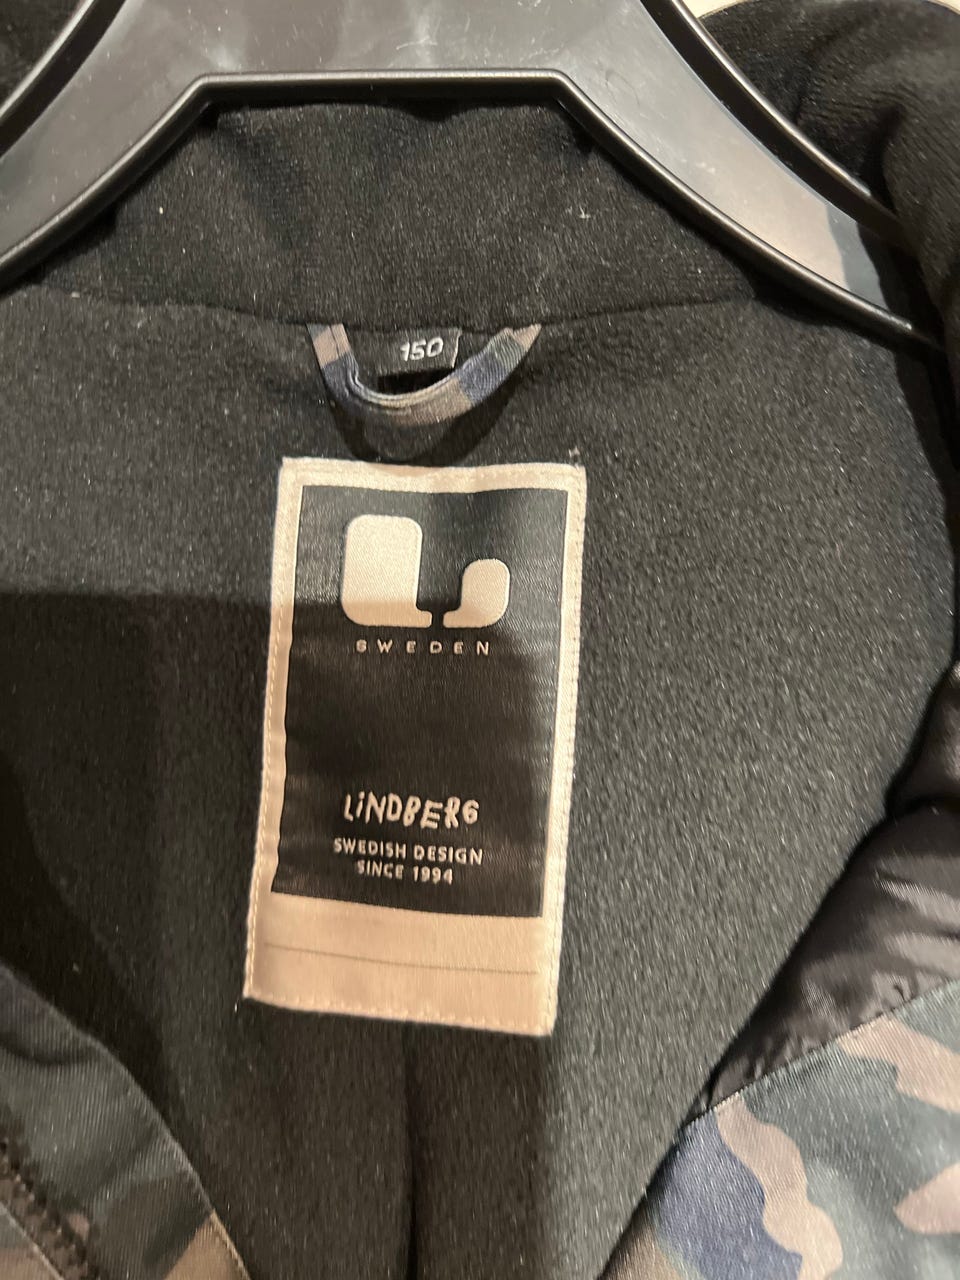 150
SWEDEN
LiNDBERG
SWEDISH DESIGN
SINCE 1994